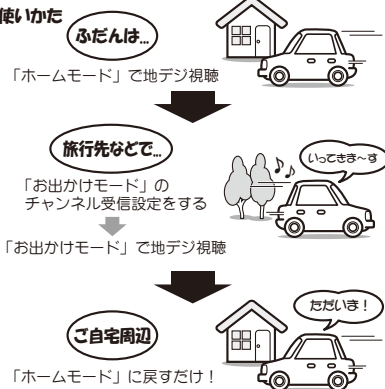 使いかた
ふだんは...
「ホームモード」で地デジ視聴
旅行先などで...
いってきま～す
「お出かけモード」の
チャンネル受信設定をする
「お出かけモード」で地デジ視聴
ただいま！
ご自宅周辺
「ホームモード」に戻すだけ！